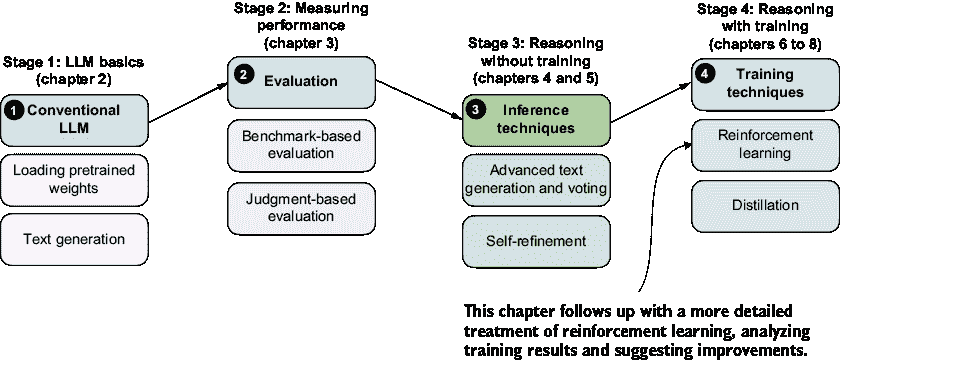 Stage 1: LLM basics
(chapter 2)
1 Conventional
LLM
Loading pretrained
weights
Text generation
Stage 2: Measuring
performance
(chapter 3)
2 Evaluation
Benchmark-based
evaluation
Judgment-based
evaluation
Stage 3: Reasoning
without training
(chapters 4 and 5)
3 Inference
techniques
Advanced text
generation and voting
Self-refinement
Stage 4: Reasoning
with training
(chapters 6 to 8)
4 Training
techniques
Reinforcement
learning
Distillation
This chapter follows up with a more detailed
treatment of reinforcement learning, analyzing
training results and suggesting improvements.